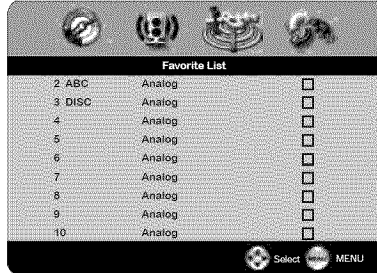 Favorite List
2 ABC Analog
3 DISC Analog
4 Analog
5 Analog
6 Analog
7 Analog
8 Analog
9 Analog
10 Analog
Select MENU